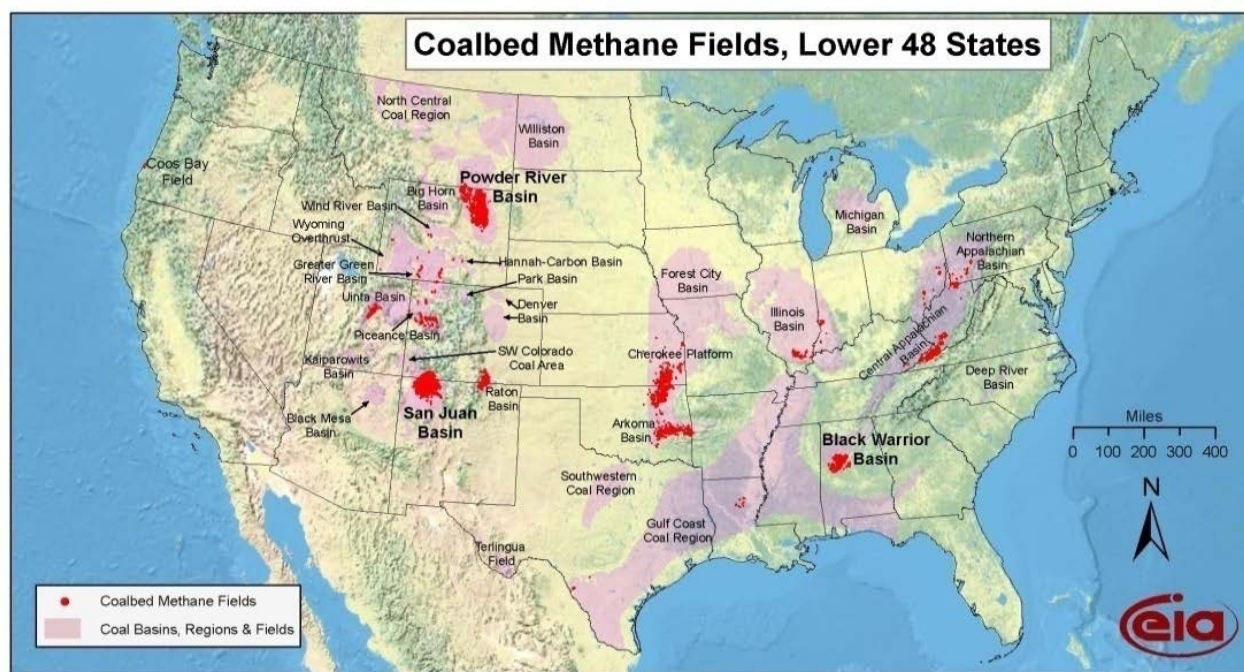 Coalbed Methane Fields, Lower 48 States
North Central
Coal Region
Williston
Basin
Coos Bay
Field
Powder River
Basin
Big Horn
Basin
Wind River Basin
Wyoming
Overthrust
Greater Green
River Basin
Hannah-Carbon Basin
Park Basin
Uinta Basin
Denver
Basin
Piceance Basin
Kaiparowits
Basin
SW Colorado
Coal Area
Black Mesa
Basin
San Juan
Basin
Raton
Basin
Forest City
Basin
Cherokee Platform
Arkoma
Basin
Southwestern
Coal Region
Terlingua
Field
Gulf Coast
Coal Region
Michigan
Basin
Illinois
Basin
Northern
Appalachian
Basin
Central Appalachian
Basin
Deep River
Basin
Black Warrior
Basin
Miles
0 100 200 300 400
N
Coalbed Methane Fields
Coal Basins, Regions & Fields
eia